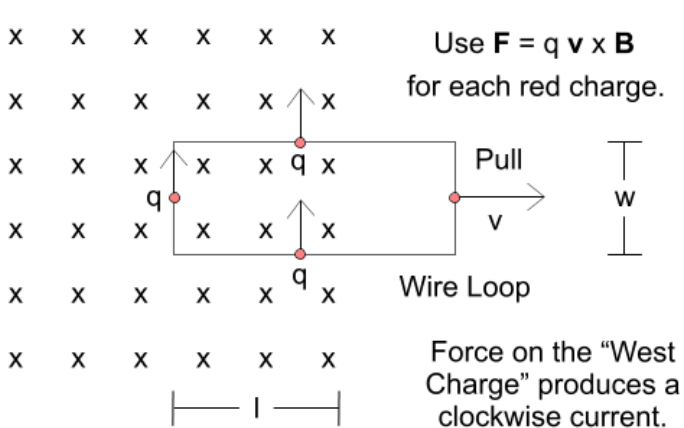 x x x x x x
Use F = q v x B
for each red charge.
x x x x x x
x x x x q x
Pull
q
w
v
x x x x x x
q
x x x x x x
Wire Loop
x x x x x x
Force on the “West
Charge” produces a
clockwise current.
l